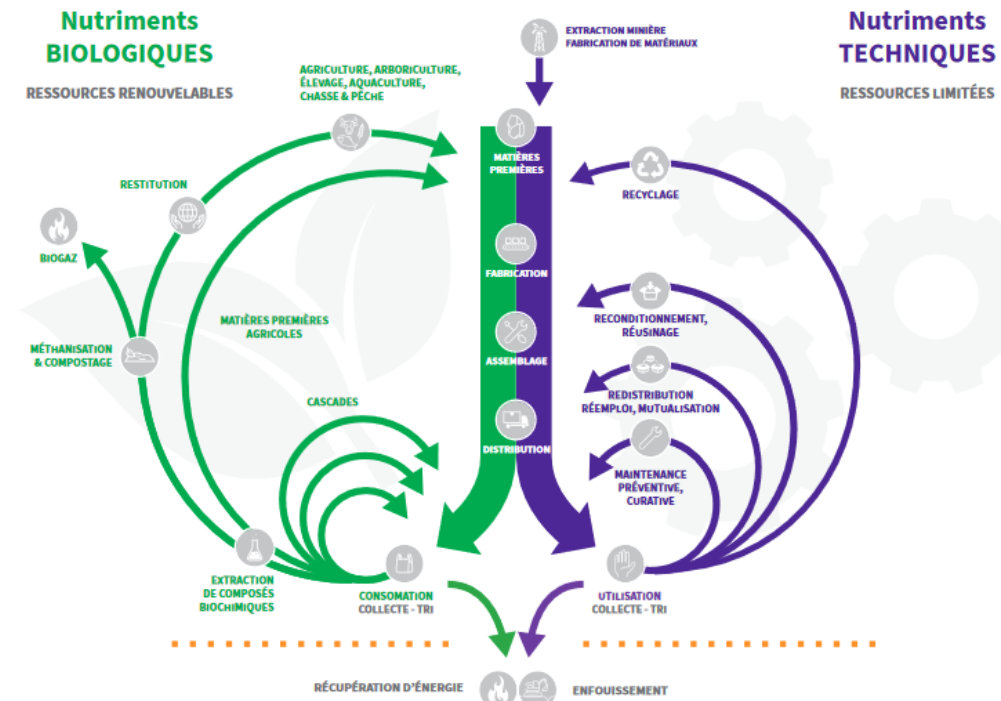 Nutriments
BIOLOGIQUES
RESSOURCES RENOUVELABLES
EXTRACTION MINIÈRE
FABRICATION DE MATÉRIAUX
Nutriments
TECHNIQUES
RESSOURCES LIMITÉES
AGRICULTURE, ARBORICULTURE,
ÉLEVAGE, AQUACULTURE,
CHASSE & PÊCHE
MATIÈRES
PREMIÈRES
RESTITUTION
RECYCLAGE
BIOGAZ
FABRICATION
MATIÈRES PREMIÈRES
AGRICOLES
RECONDITIONNEMENT,
RÉUSINAGE
MÉTHANISATION
& COMPOSTAGE
ASSEMBLAGE
CASCADES
REDISTRIBUTION
RÉEMPLOI, MUTUALISATION
DISTRIBUTION
MAINTENANCE
PRÉVENTIVE,
CURATIVE
EXTRACTION
DE COMPOSÉS
BIOCHIMIQUES
CONSOMATION
COLLECTE - TRI
UTILISATION
COLLECTE - TRI
RÉCUPÉRATION D'ÉNERGIE
ENFOUISSEMENT